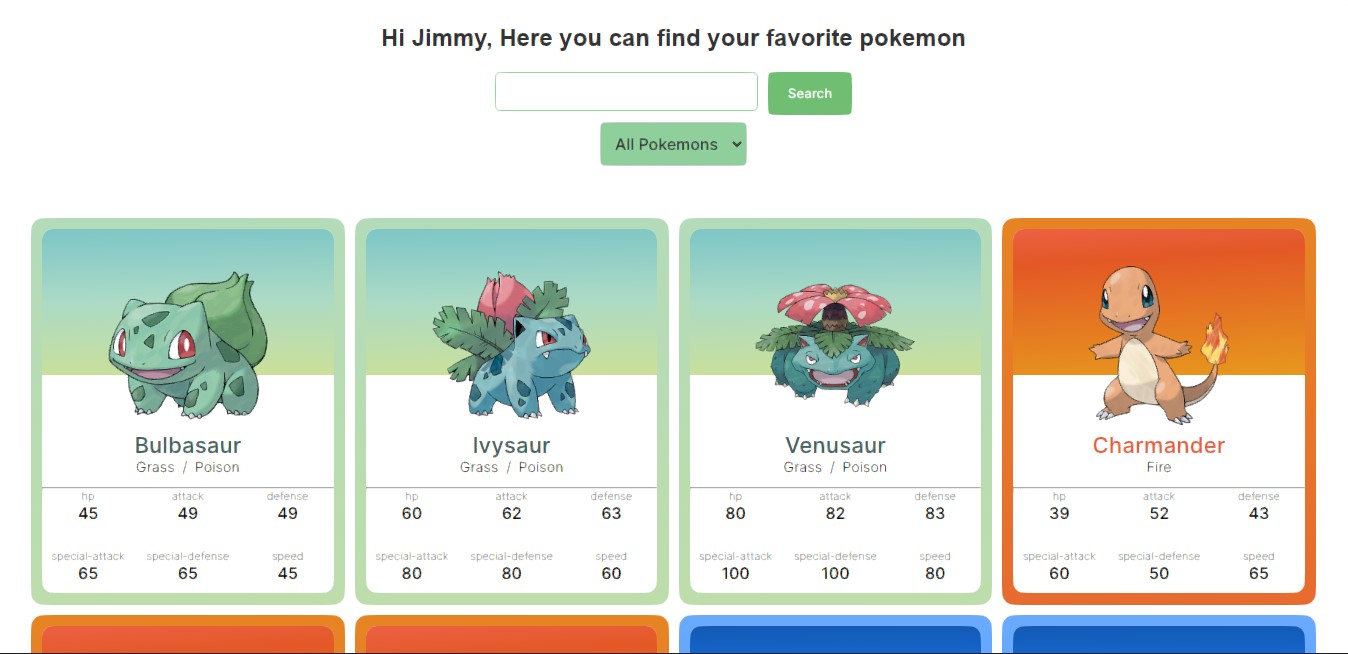 Hi Jimmy, Here you can find your favorite pokemon
Search
All Pokemons
Bulbasaur
Grass / Poison
hp attack defense
45 49 49
special-attack special-defense speed
65 65 45
Ivysaur
Grass / Poison
hp attack defense
60 62 63
special-attack special-defense speed
80 80 60
Venusaur
Grass / Poison
hp attack defense
80 82 83
special-attack special-defense speed
100 100 80
Charmander
Fire
hp attack defense
39 52 43
special-attack special-defense speed
60 50 65